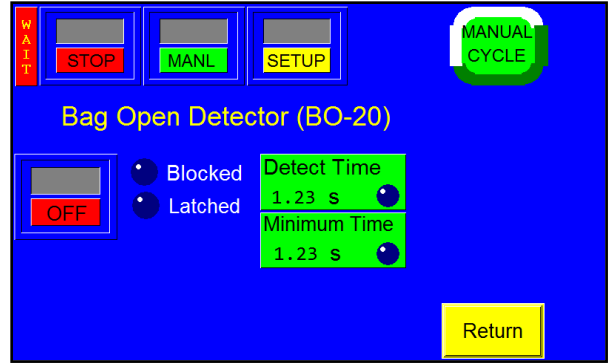 WAIT
STOP
MANL
SETUP
MANUAL
CYCLE
Bag Open Detector (BO-20)
OFF
Blocked
Latched
Detect Time
1.23 s
Minimum Time
1.23 s
Return